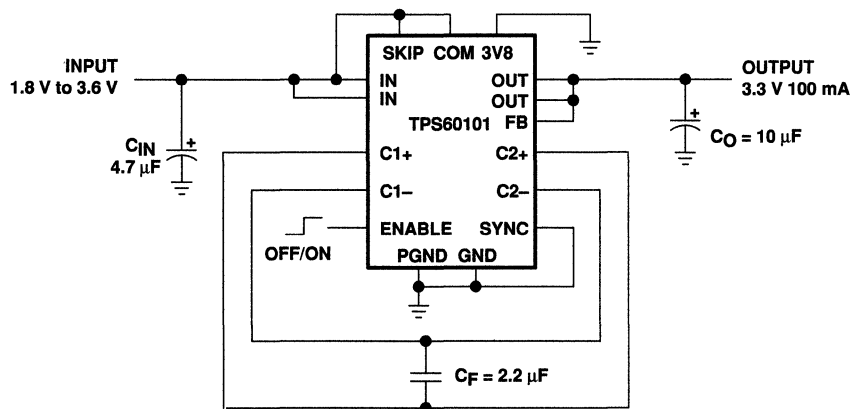 SKIP COM 3V8
INPUT
1.8 V to 3.6 V
IN
IN
OUT
OUT
OUTPUT
3.3 V 100 mA
TPS60101
FB
+
CIN
4.7 μF
+
CO = 10 μF
C1+
C2+
C1–
C2–
ENABLE
SYNC
OFF/ON
PGND GND
CF = 2.2 μF